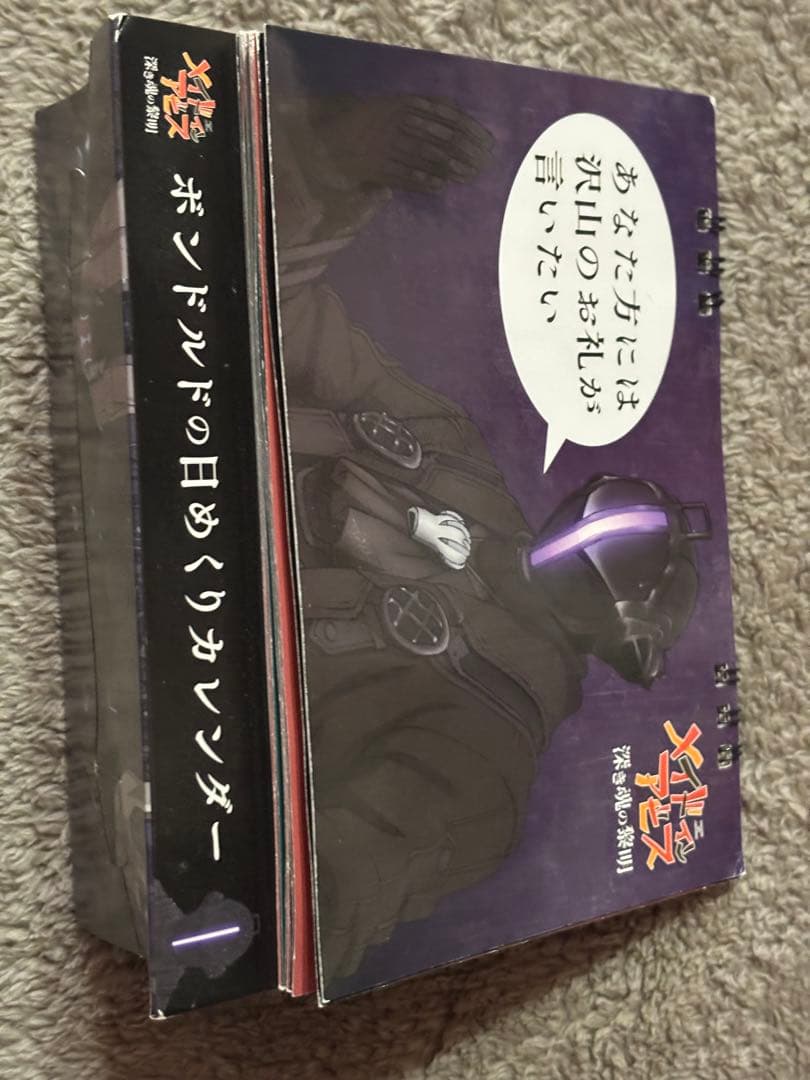 メイドインアビス
深き魂の黎明
ボンドルドの日めくりカレンダー
あなた方には
沢山のお礼が
言いたい
メイドインアビス
深き魂の黎明